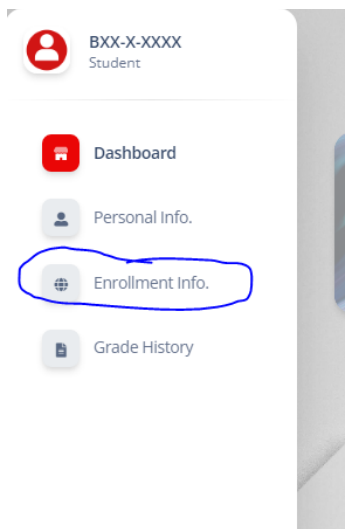 BXX-X-XXXX
Student
Dashboard
Personal Info.
Enrollment Info.
Grade History